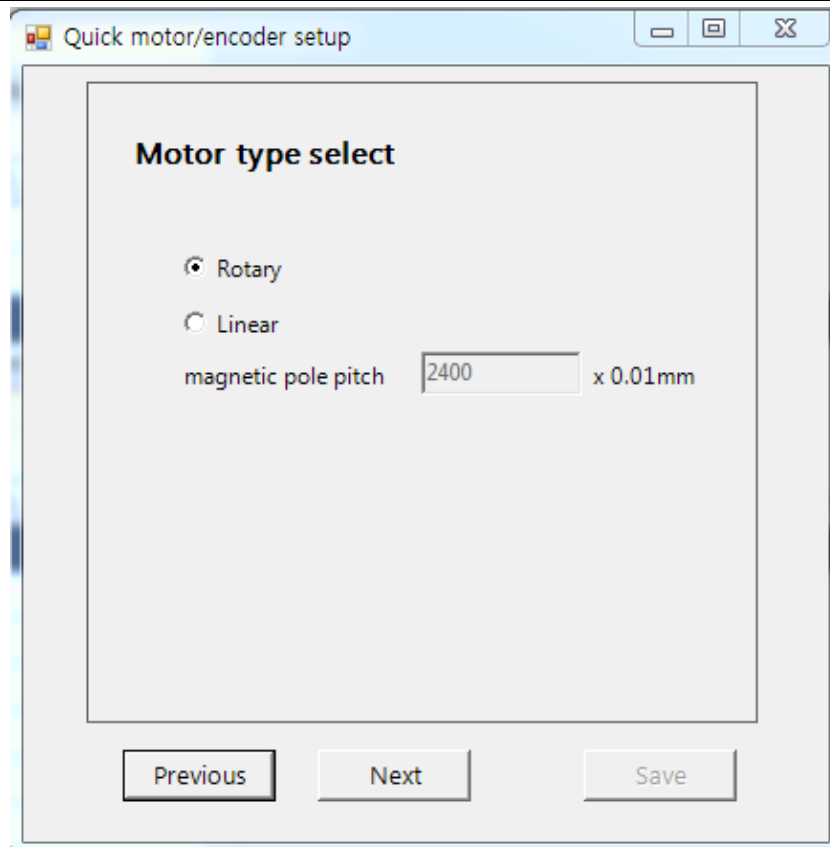 Quick motor/encoder setup
Motor type select
Rotary
Linear
magnetic pole pitch 2400 x 0.01mm
Previous Next Save